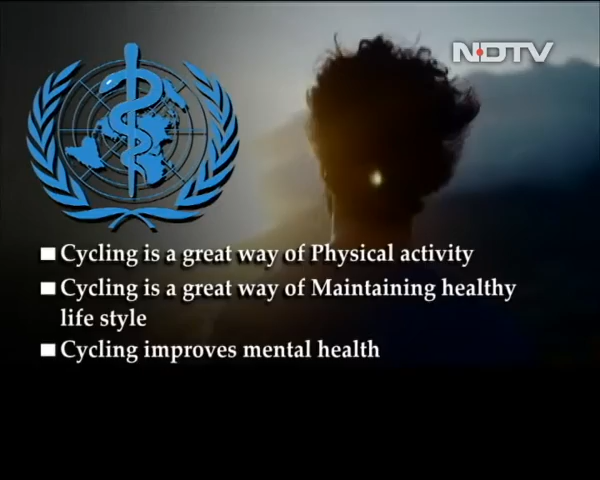 NDTV
Cycling is a great way of Physical activity
Cycling is a great way of Maintaining healthy
life style
Cycling improves mental health